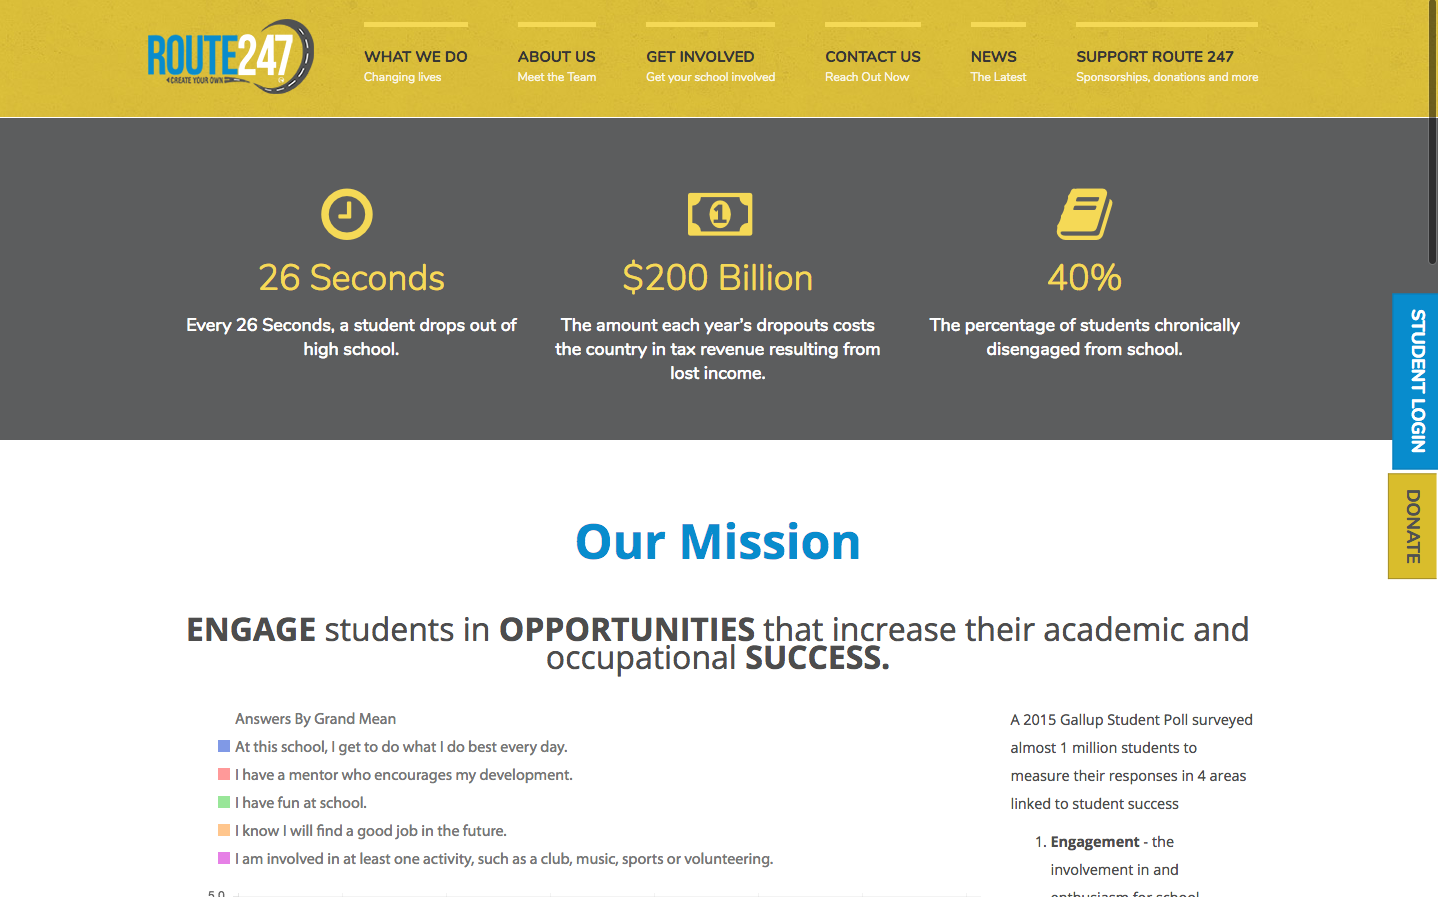 ROUTE247
CREATE YOUR OWN
WHAT WE DO
Changing lives
ABOUT US
Meet the Team
GET INVOLVED
Get your school involved
CONTACT US
Reach Out Now
NEWS
The Latest
SUPPORT ROUTE 247
Sponsorships, donations and more
26 Seconds
Every 26 Seconds, a student drops out of
high school.
1
$200 Billion
The amount each year’s dropouts costs
the country in tax revenue resulting from
lost income.
40%
The percentage of students chronically
disengaged from school.
STUDENT LOGIN
DONATE
Our Mission
ENGAGE students in OPPORTUNITIES that increase their academic and
occupational SUCCESS.
Answers By Grand Mean
At this school, I get to do what I do best every day.
I have a mentor who encourages my development.
I have fun at school.
I know I will find a good job in the future.
I am involved in at least one activity, such as a club, music, sports or volunteering.
5.0
A 2015 Gallup Student Poll surveyed
almost 1 million students to
measure their responses in 4 areas
linked to student success
1. Engagement - the
involvement in and
enthusiasm for school